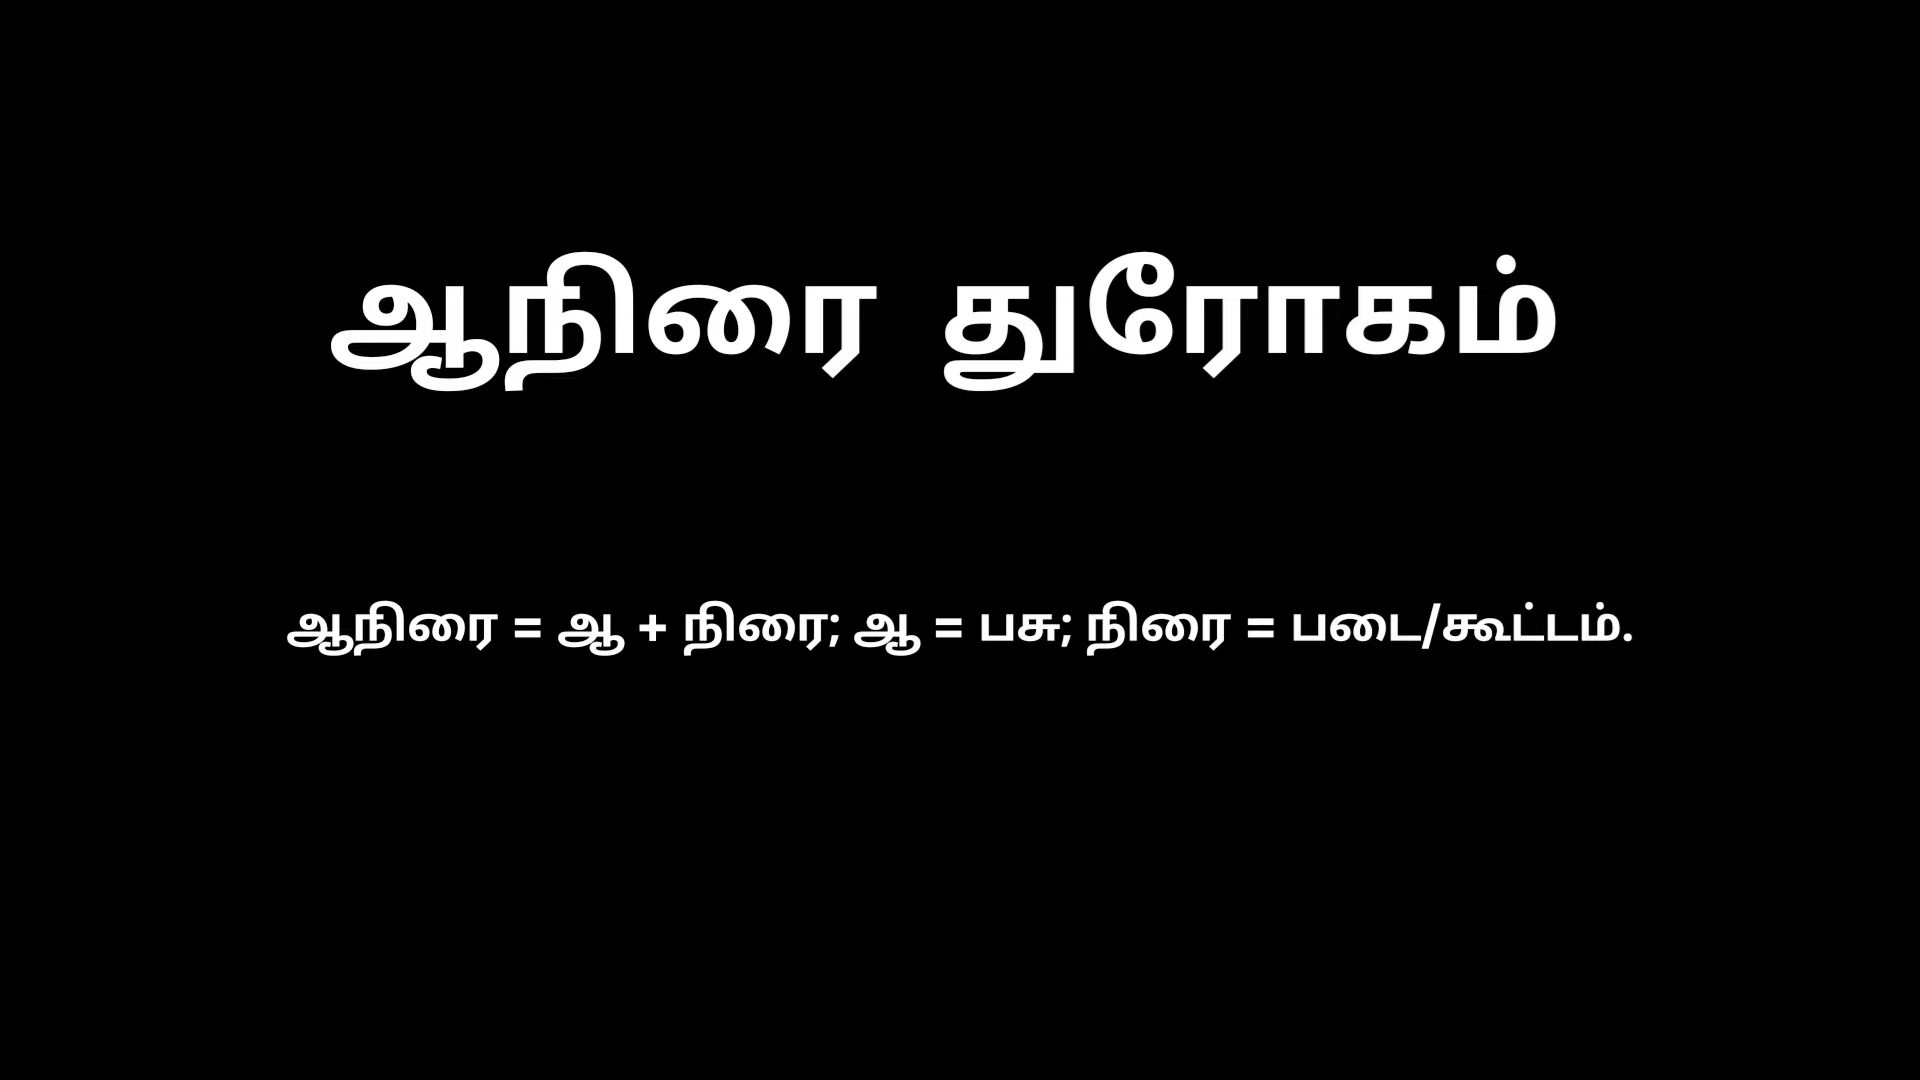 ஆநிரை துரோகம்
ஆநிரை = ஆ + நிரை; ஆ = பசு; நிரை = படை/கூட்டம்.